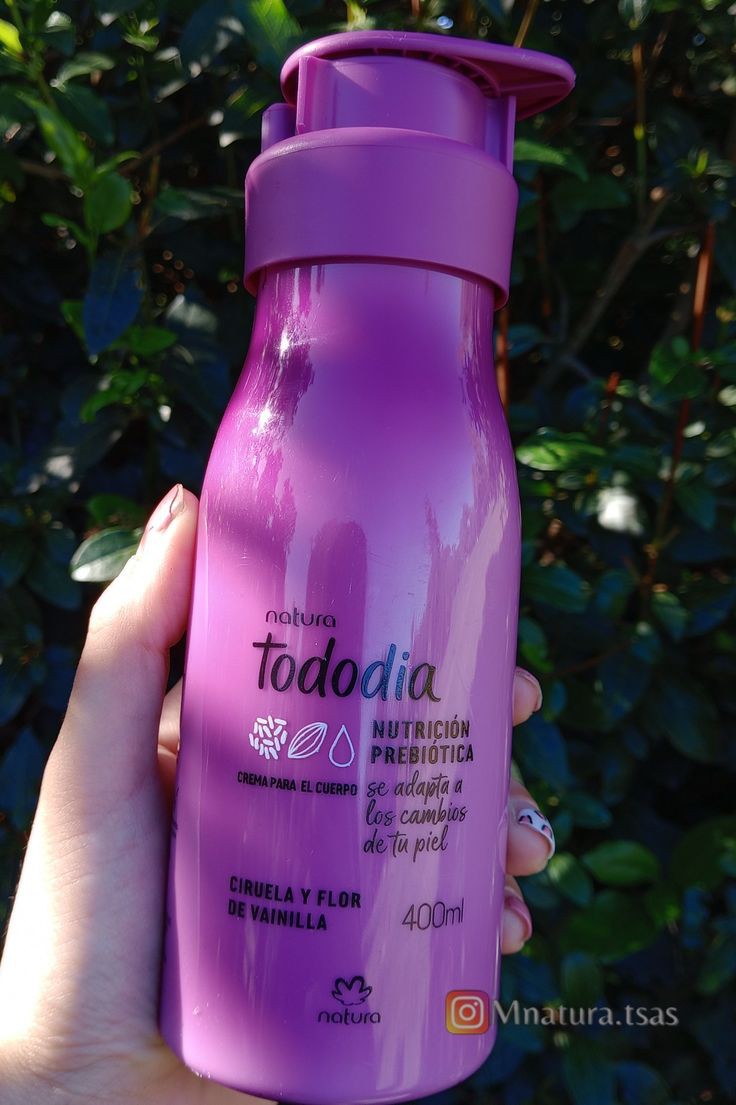 natura
Tododia
NUTRICIÓN
PREBIÓTICA
CREMA PARA EL CUERPO
se adapta a
los cambios
de tu piel
CIRUELA Y FLOR
DE VAINILLA
400ml
natura
Mnatura.tsas